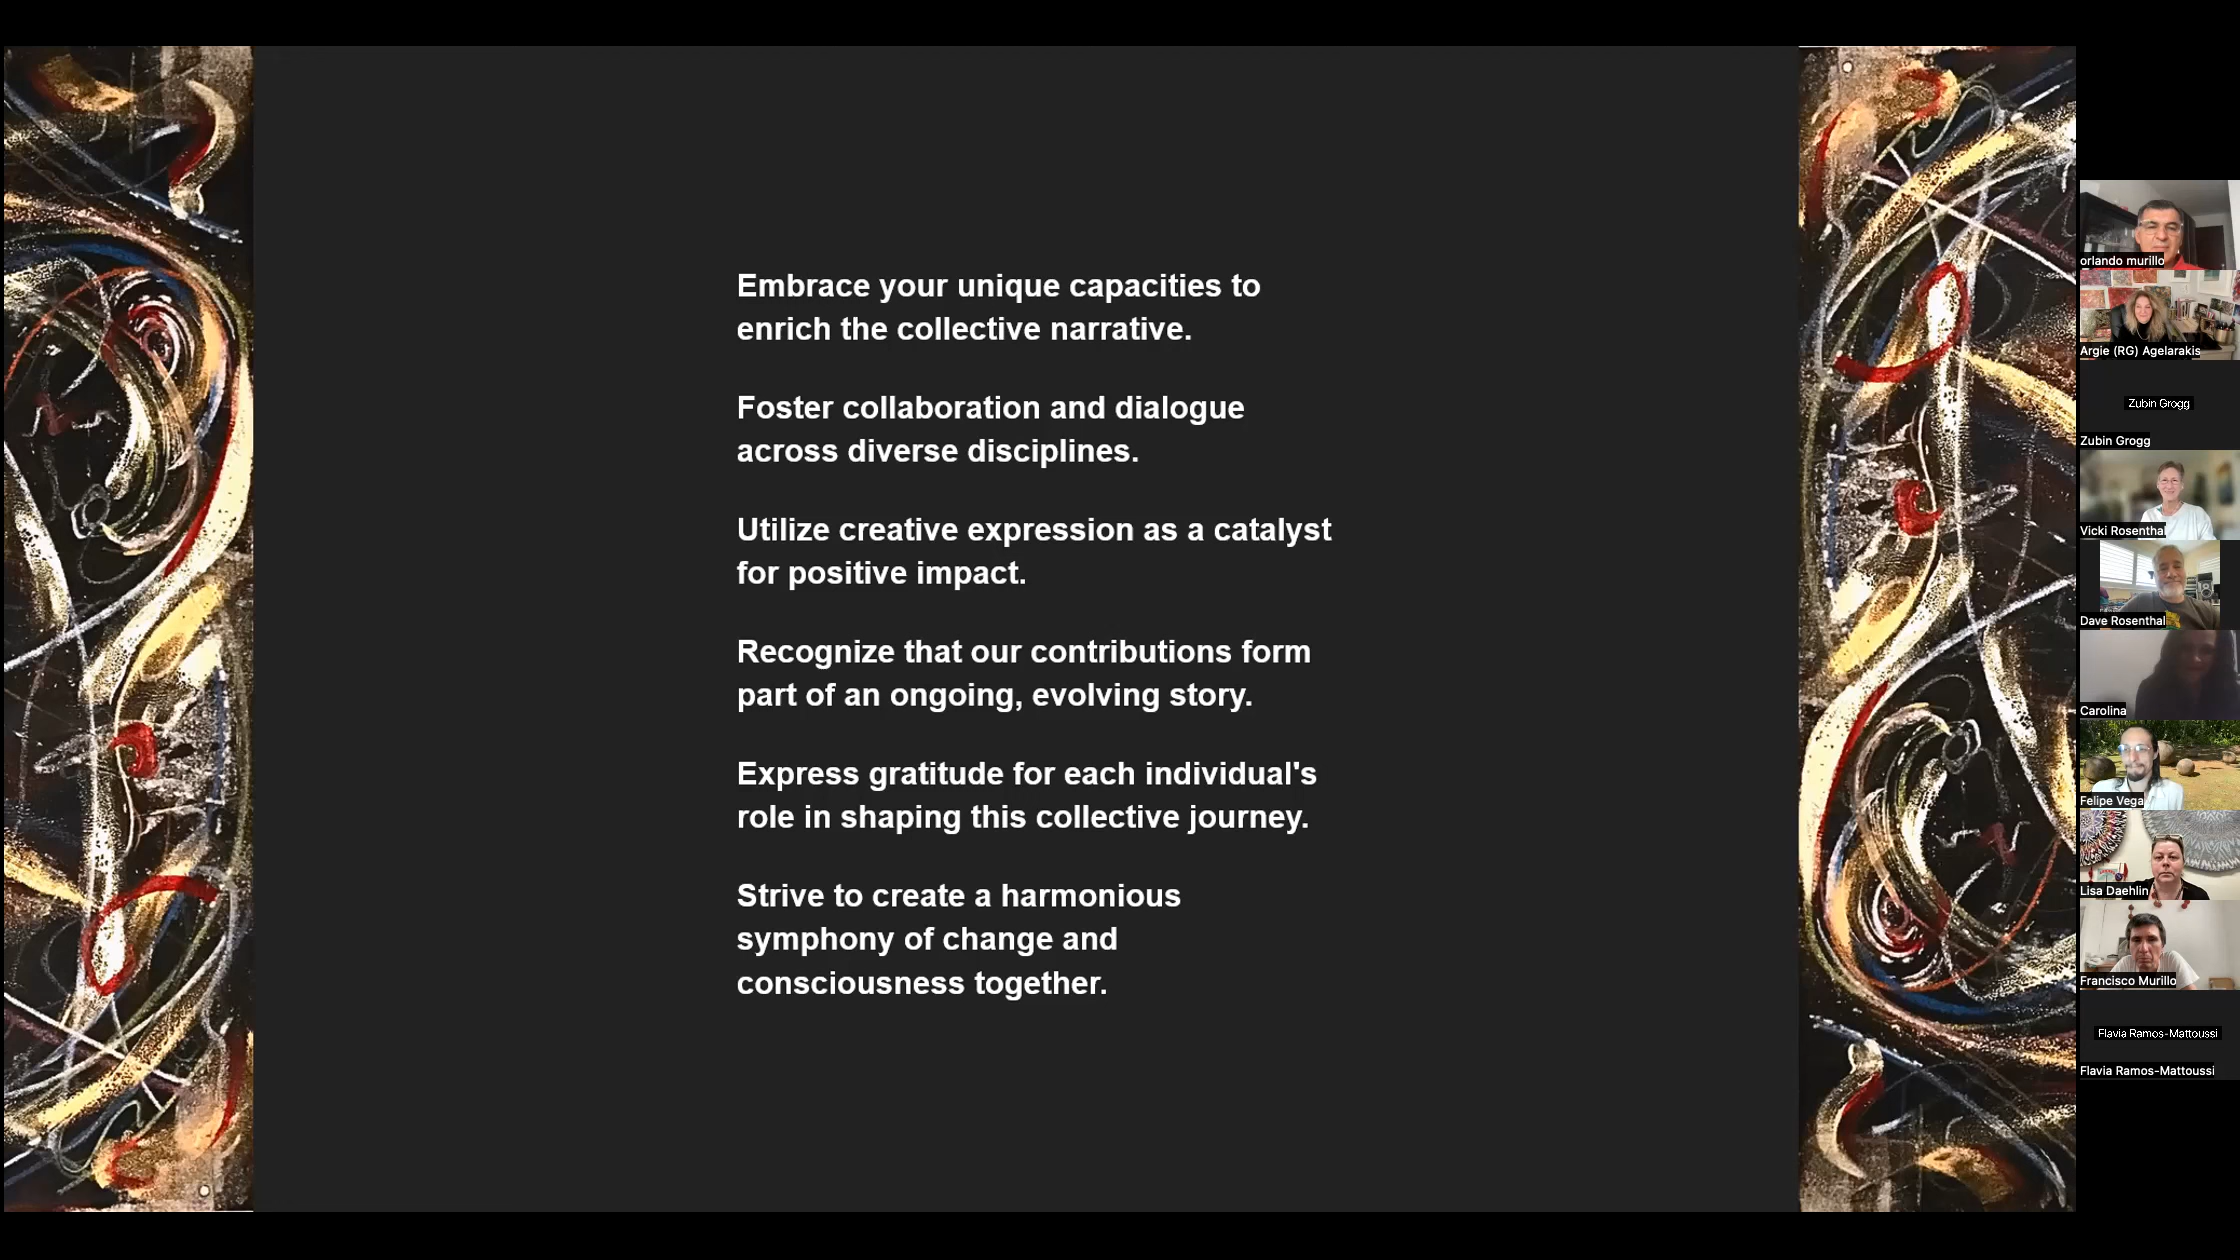 Embrace your unique capacities to
enrich the collective narrative.
Foster collaboration and dialogue
across diverse disciplines.
Utilize creative expression as a catalyst
for positive impact.
Recognize that our contributions form
part of an ongoing, evolving story.
Express gratitude for each individual's
role in shaping this collective journey.
Strive to create a harmonious
symphony of change and
consciousness together.
orlando murillo
Argie (RG) Agelarakis
Zubin Grogg
Zubin Grogg
Vicki Rosenthal
Dave Rosenthal
Carolina
Felipe Vega
Lisa Daehlin
Francisco Murillo
Flavia Ramos-Mattoussi
Flavia Ramos-Mattoussi